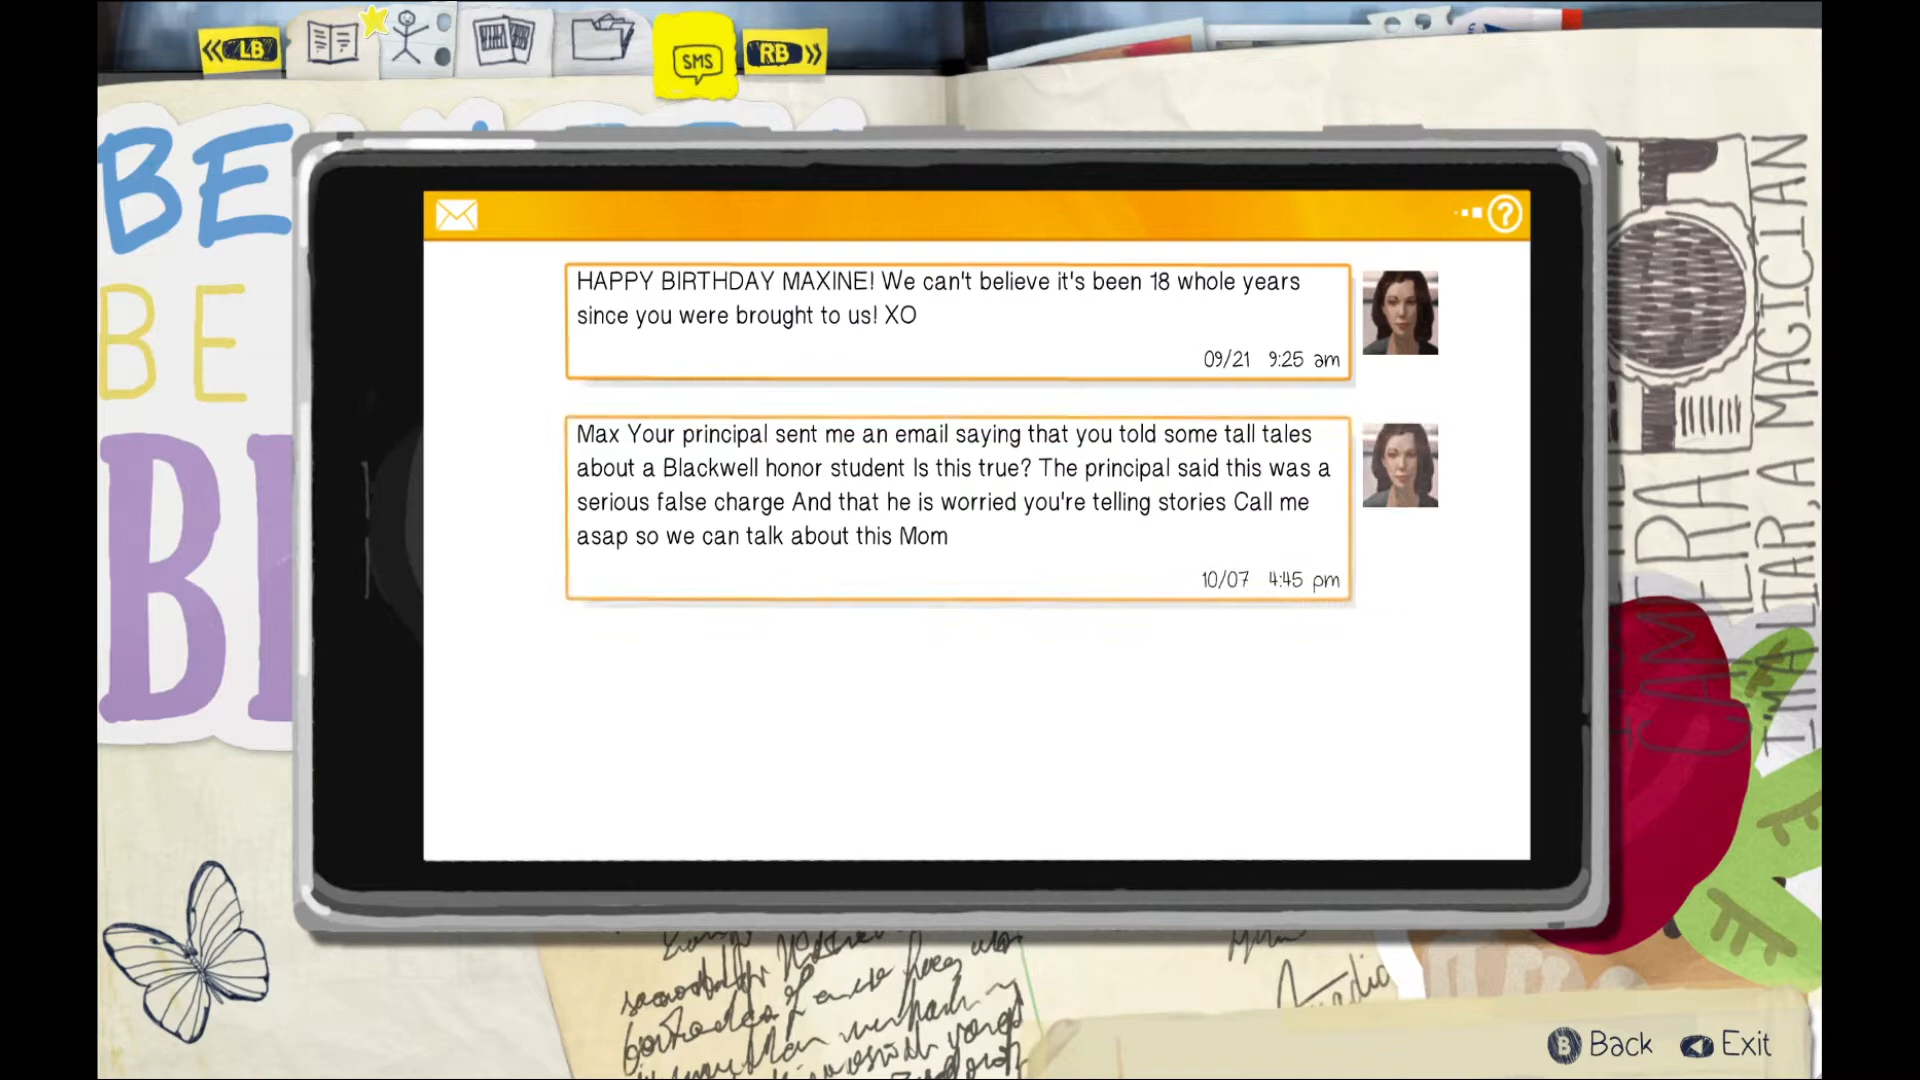 LB
SMS
RB
BE
BE
HAPPY BIRTHDAY MAXINE! We can't believe it's been 18 whole years
since you were brought to us! XO
09/21 9:25 am
Max Your principal sent me an email saying that you told some tall tales
about a Blackwell honor student Is this true? The principal said this was a
serious false charge And that he is worried you're telling stories Call me
asap so we can talk about this Mom
10/07 4:45 pm
?
CAMERA
I'M A LIAR, A MAGICIAN
B Back
Exit